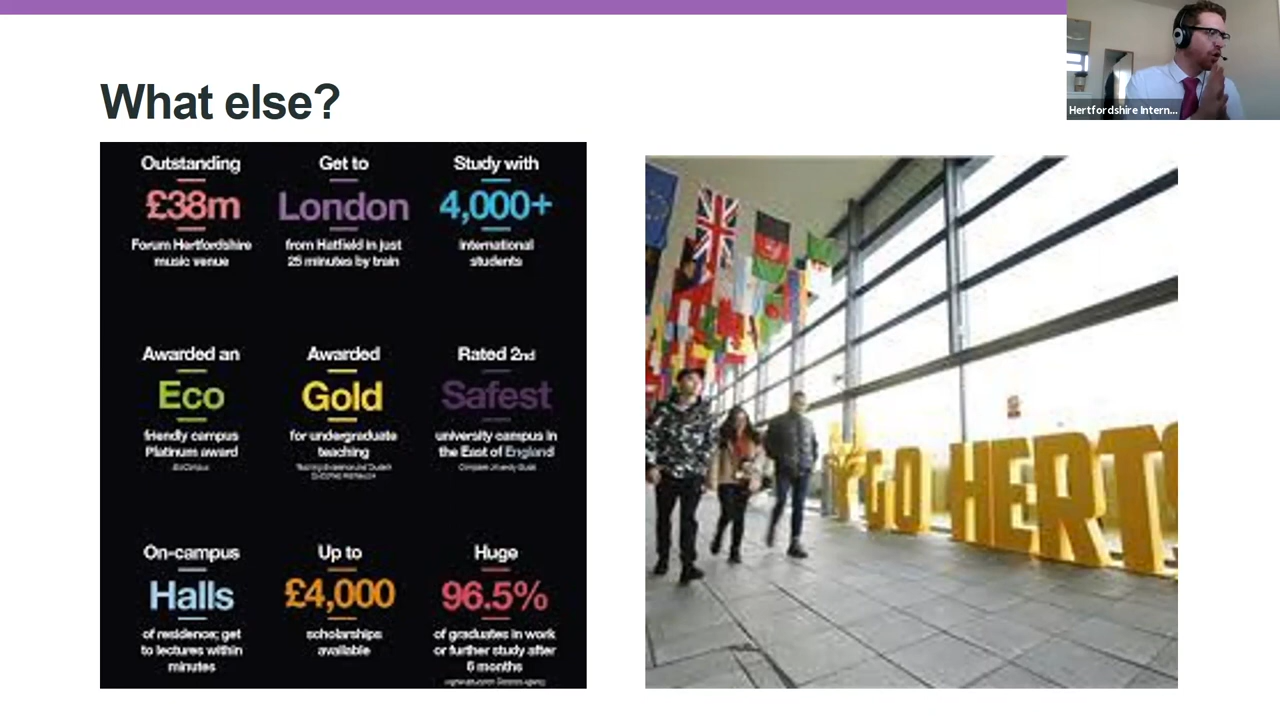 Hertfordshire Intern...
What else?
Outstanding
£38m
Forum Hertfordshire
music venue
Get to
London
from Hatfield in just
25 minutes by train
Study with
4,000+
international
students
Awarded an
Eco
friendly campus
Platinum award
Awarded
Gold
for undergraduate
teaching
Rated 2nd
Safest
university campus in
the East of England
Complete University Guide
On-campus
Halls
of residence; get
to lectures within
minutes
Up to
£4,000
scholarships
available
Huge
96.5%
of graduates in work
or further study after
6 months
GO HERTS